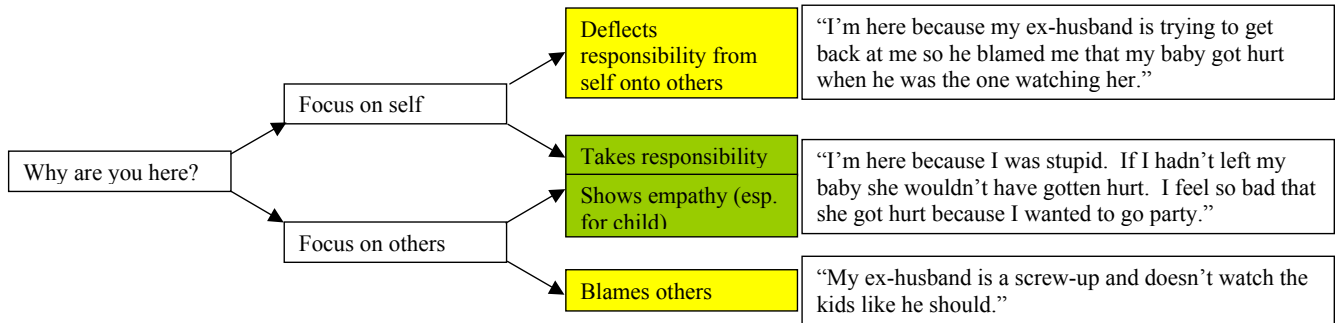 Why are you here?
Focus on self
Focus on others
Deflects
responsibility from
self onto others
Takes responsibility
Shows empathy (esp.
for child)
Blames others
“I’m here because my ex-husband is trying to get
back at me so he blamed me that my baby got hurt
when he was the one watching her.”
“I’m here because I was stupid.  If I hadn’t left my
baby she wouldn’t have gotten hurt.  I feel so bad that
she got hurt because I wanted to go party.”
“My ex-husband is a screw-up and doesn’t watch the
kids like he should.”